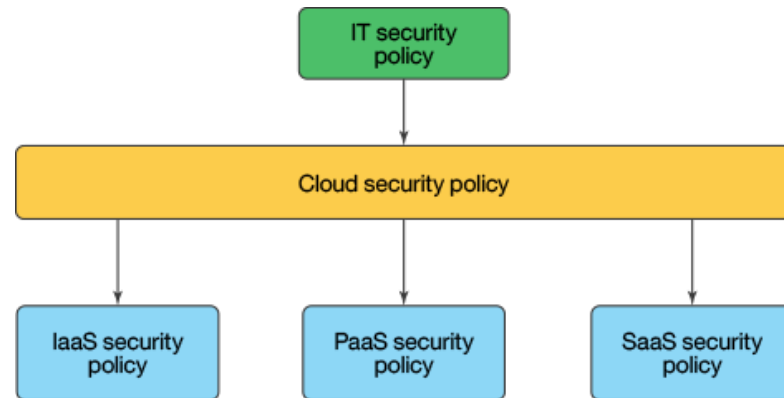 IT security
policy
Cloud security policy
IaaS security
policy
PaaS security
policy
SaaS security
policy